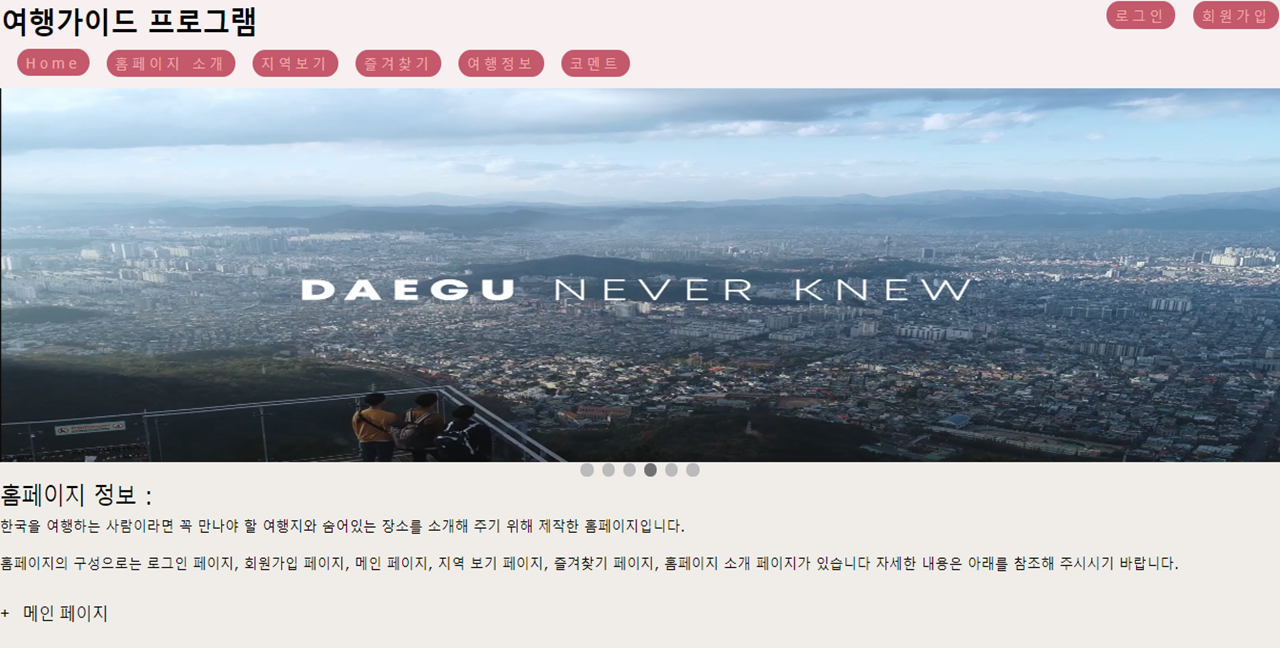 여행가이드 프로그램
로그인 회원가입
Home 홈페이지 소개 지역보기 즐겨찾기 여행정보 코멘트
DAEGU NEVER KNEW
홈페이지 정보 :
한국을 여행하는 사람이라면 꼭 만나야 할 여행지와 숨어있는 장소를 소개해 주기 위해 제작한 홈페이지입니다.
홈페이지의 구성으로는 로그인 페이지, 회원가입 페이지, 메인 페이지, 지역 보기 페이지, 즐겨찾기 페이지, 홈페이지 소개 페이지가 있습니다 자세한 내용은 아래를 참조해 주시시기 바랍니다.
+ 메인 페이지